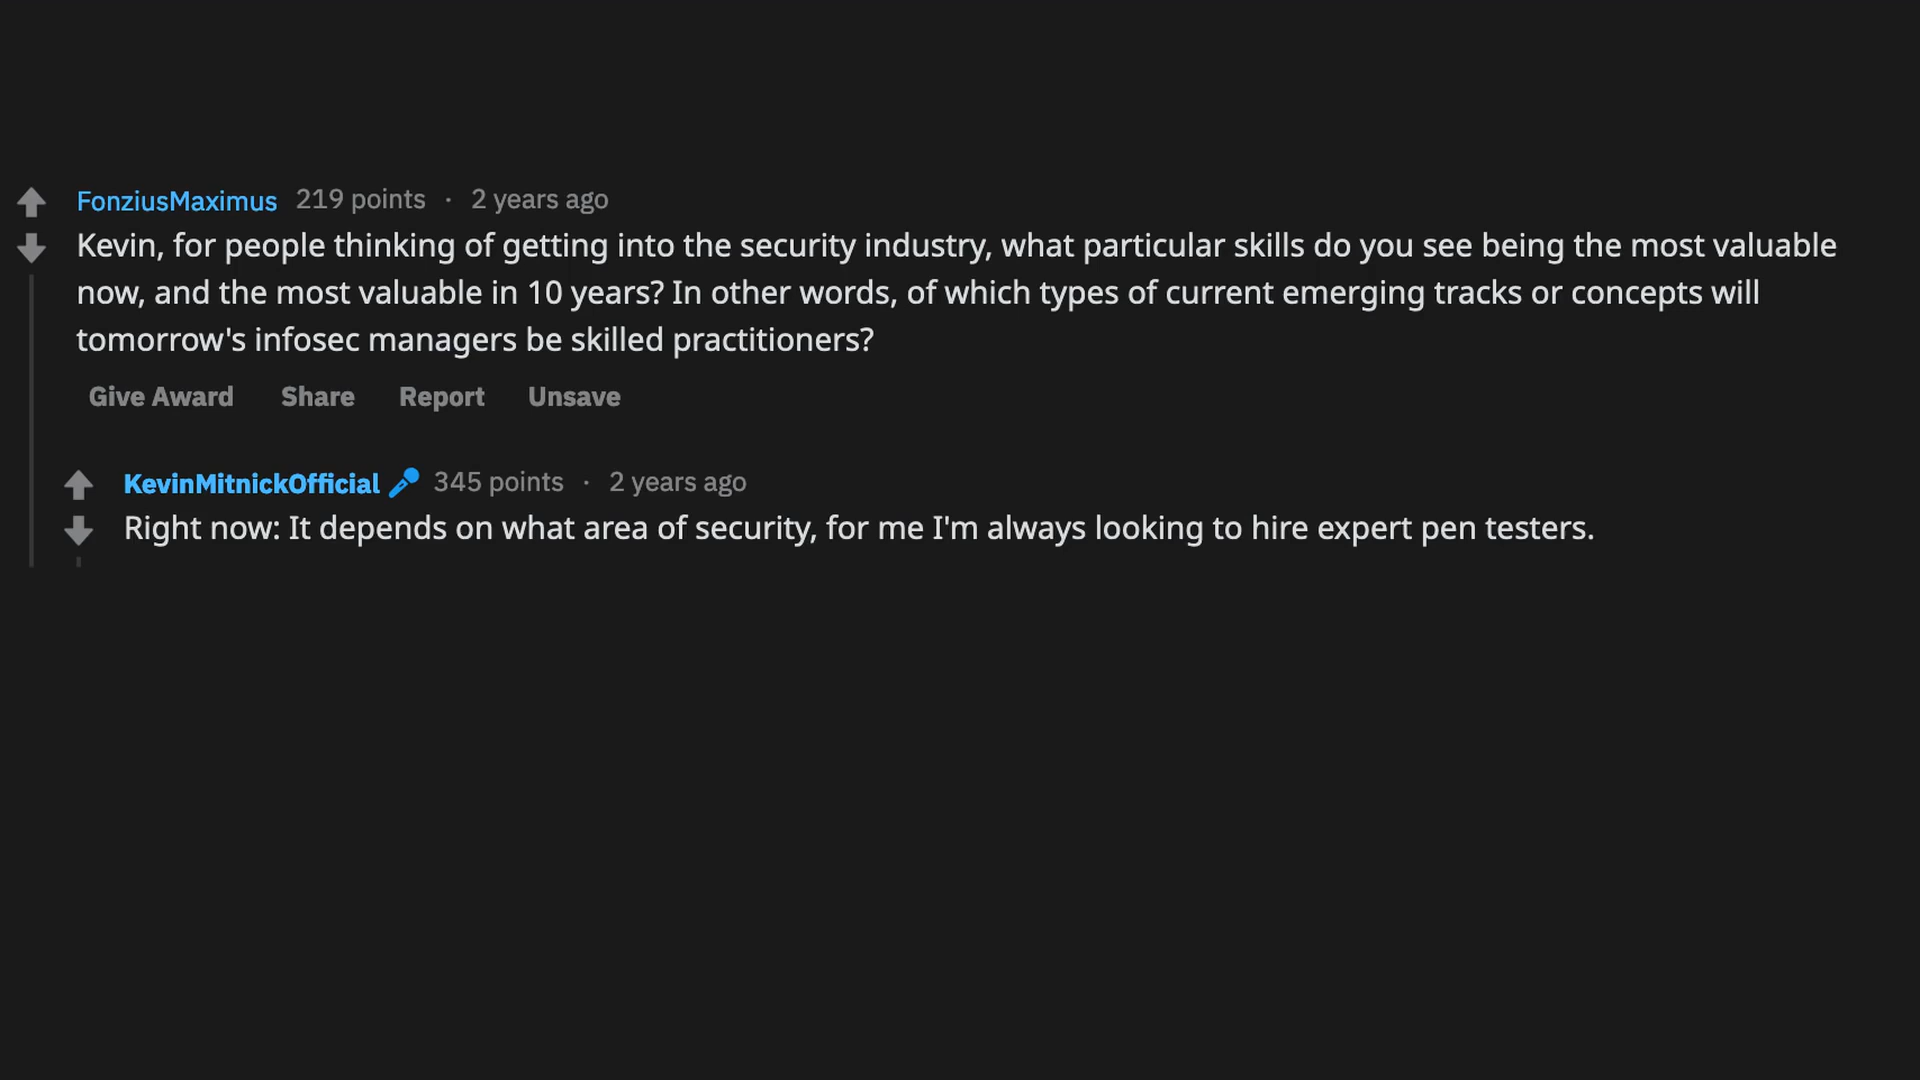 FonziusMaximus 219 points · 2 years ago
Kevin, for people thinking of getting into the security industry, what particular skills do you see being the most valuable
now, and the most valuable in 10 years? In other words, of which types of current emerging tracks or concepts will
tomorrow's infosec managers be skilled practitioners?
Give Award Share Report Unsave
KevinMitnickOfficial 345 points · 2 years ago
Right now: It depends on what area of security, for me I'm always looking to hire expert pen testers.